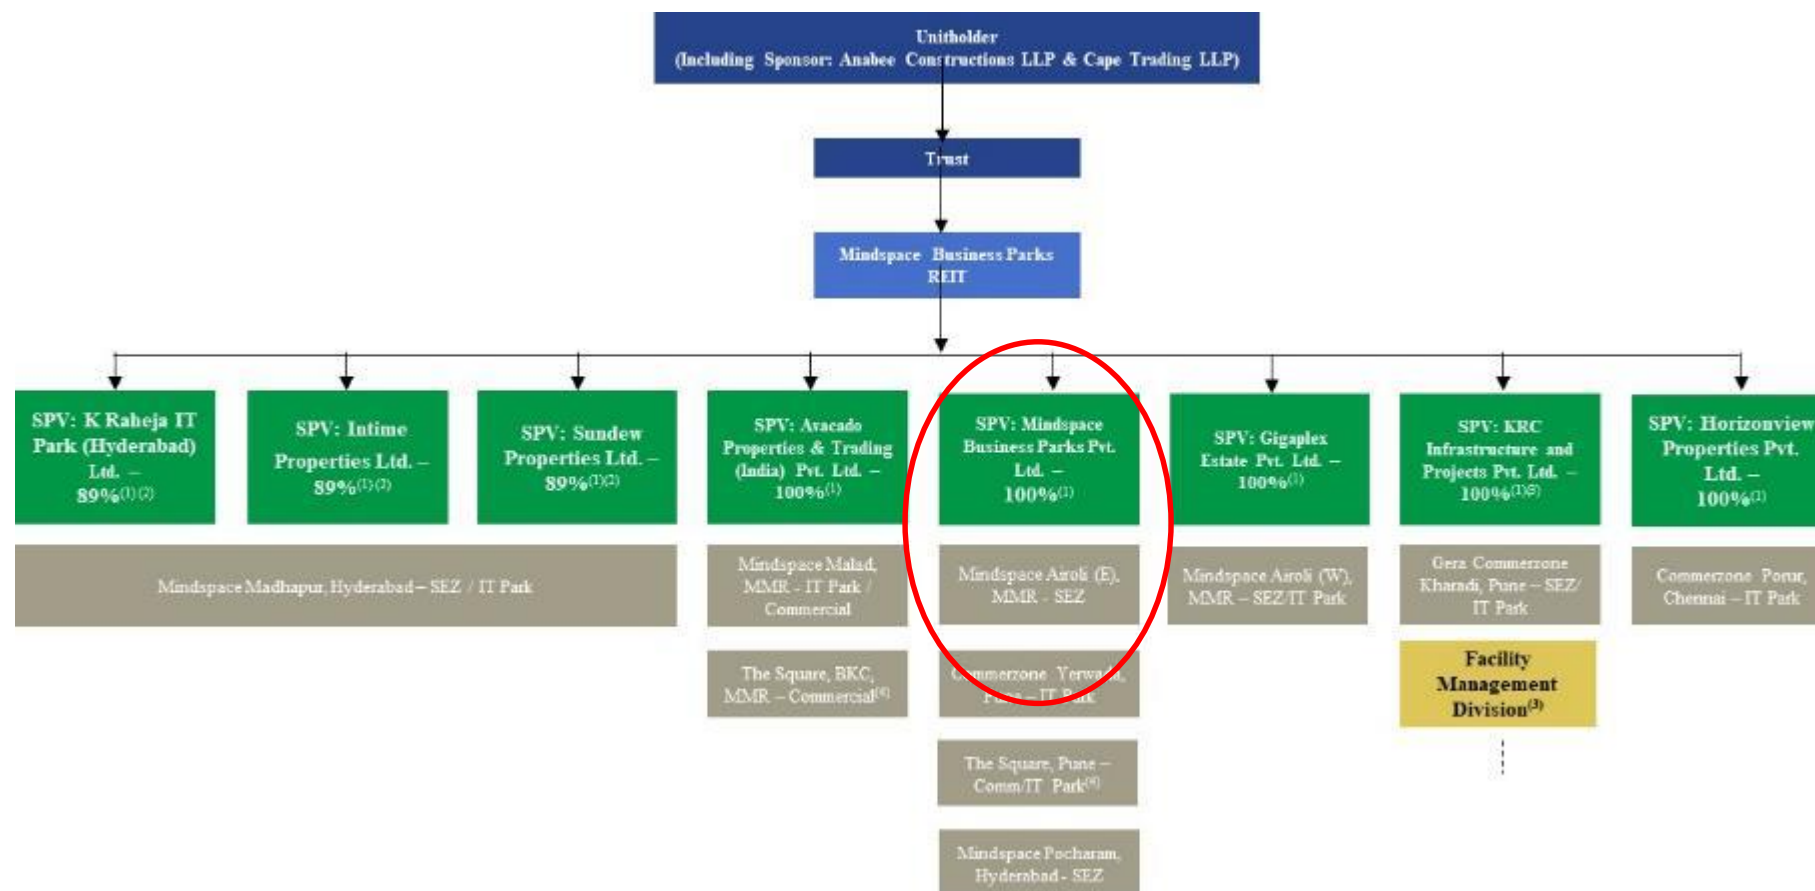 Unitholder
(Including Sponsor: Anabee Constructions LLP & Cape Trading LLP)
Trust
Mindspace Business Parks
REIT
SPV: K Raheja IT
Park (Hyderabad)
Ltd. –
89%(1)(2)
SPV: Intime
Properties Ltd. –
89%(1)(2)
SPV: Sundew
Properties Ltd. –
89%(1)(2)
SPV: Avacado
Properties & Trading
(India) Pvt. Ltd. –
100%(1)
SPV: Mindspace
Business Parks Pvt.
Ltd. –
100%(1)
SPV: Gigaplex
Estate Pvt. Ltd. –
100%(1)
SPV: KRC
Infrastructure and
Projects Pvt. Ltd. –
100%(1)(5)
SPV: Horizonview
Properties Pvt.
Ltd. –
100%(1)
Mindspace Madhapur, Hyderabad – SEZ / IT Park
Mindspace Malad,
MMR - IT Park /
Commercial
Mindspace Airoli (E),
MMR - SEZ
Mindspace Airoli (W),
MMR – SEZ/IT Park
Gera Commerzone
Kharadi, Pune – SEZ/
IT Park
Commerzone Porur,
Chennai – IT Park
The Square, BKC,
MMR – Commercial(4)
Commerzone Yerwada,
Pune – IT Park
Facility
Management
Division(3)
The Square, Pune –
Comm/IT Park(4)
Mindspace Pocharam,
Hyderabad - SEZ